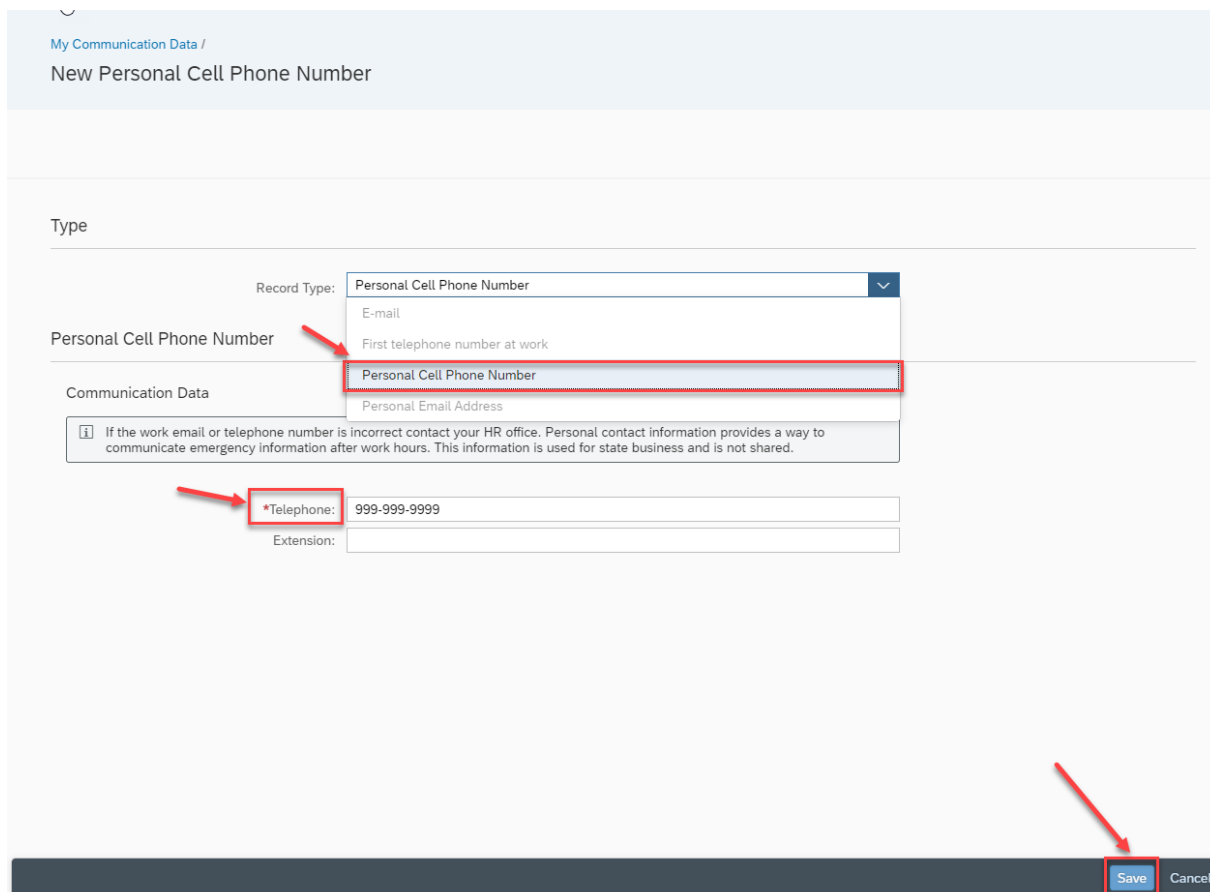 My Communication Data /
New Personal Cell Phone Number
Type
Record Type: Personal Cell Phone Number
E-mail
First telephone number at work
Personal Cell Phone Number
Personal Cell Phone Number
Personal Email Address
Communication Data
If the work email or telephone number is incorrect contact your HR office. Personal contact information provides a way to
communicate emergency information after work hours. This information is used for state business and is not shared.
*Telephone: 999-999-9999
Extension:
Save Cancel